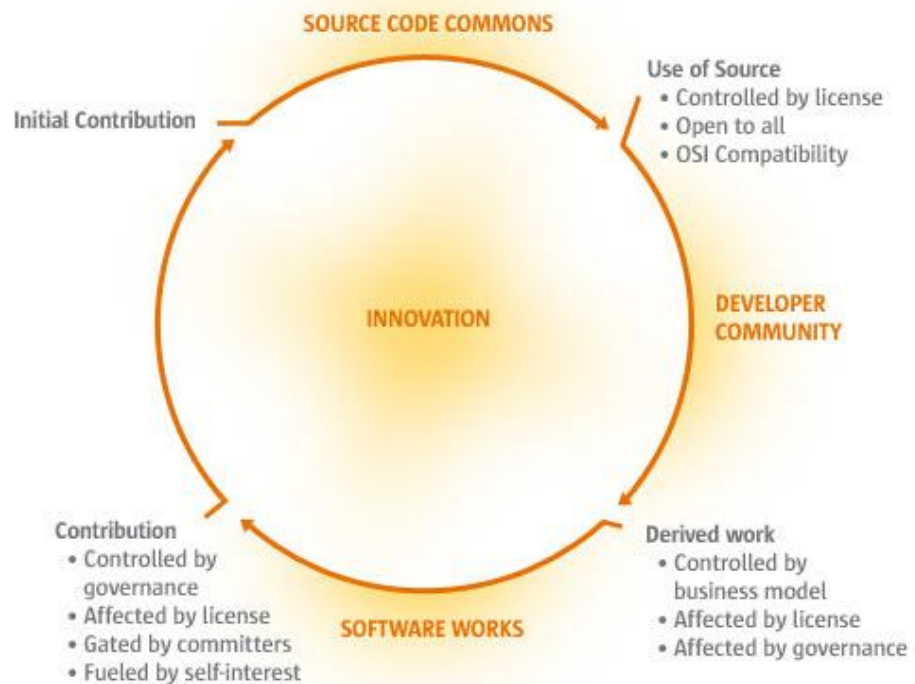 SOURCE CODE COMMONS
Initial Contribution
Use of Source
• Controlled by license
• Open to all
• OSI Compatibility
INNOVATION
DEVELOPER
COMMUNITY
Contribution
• Controlled by
governance
• Affected by license
• Gated by committers
• Fueled by self-interest
SOFTWARE WORKS
Derived work
• Controlled by
business model
• Affected by license
• Affected by governance